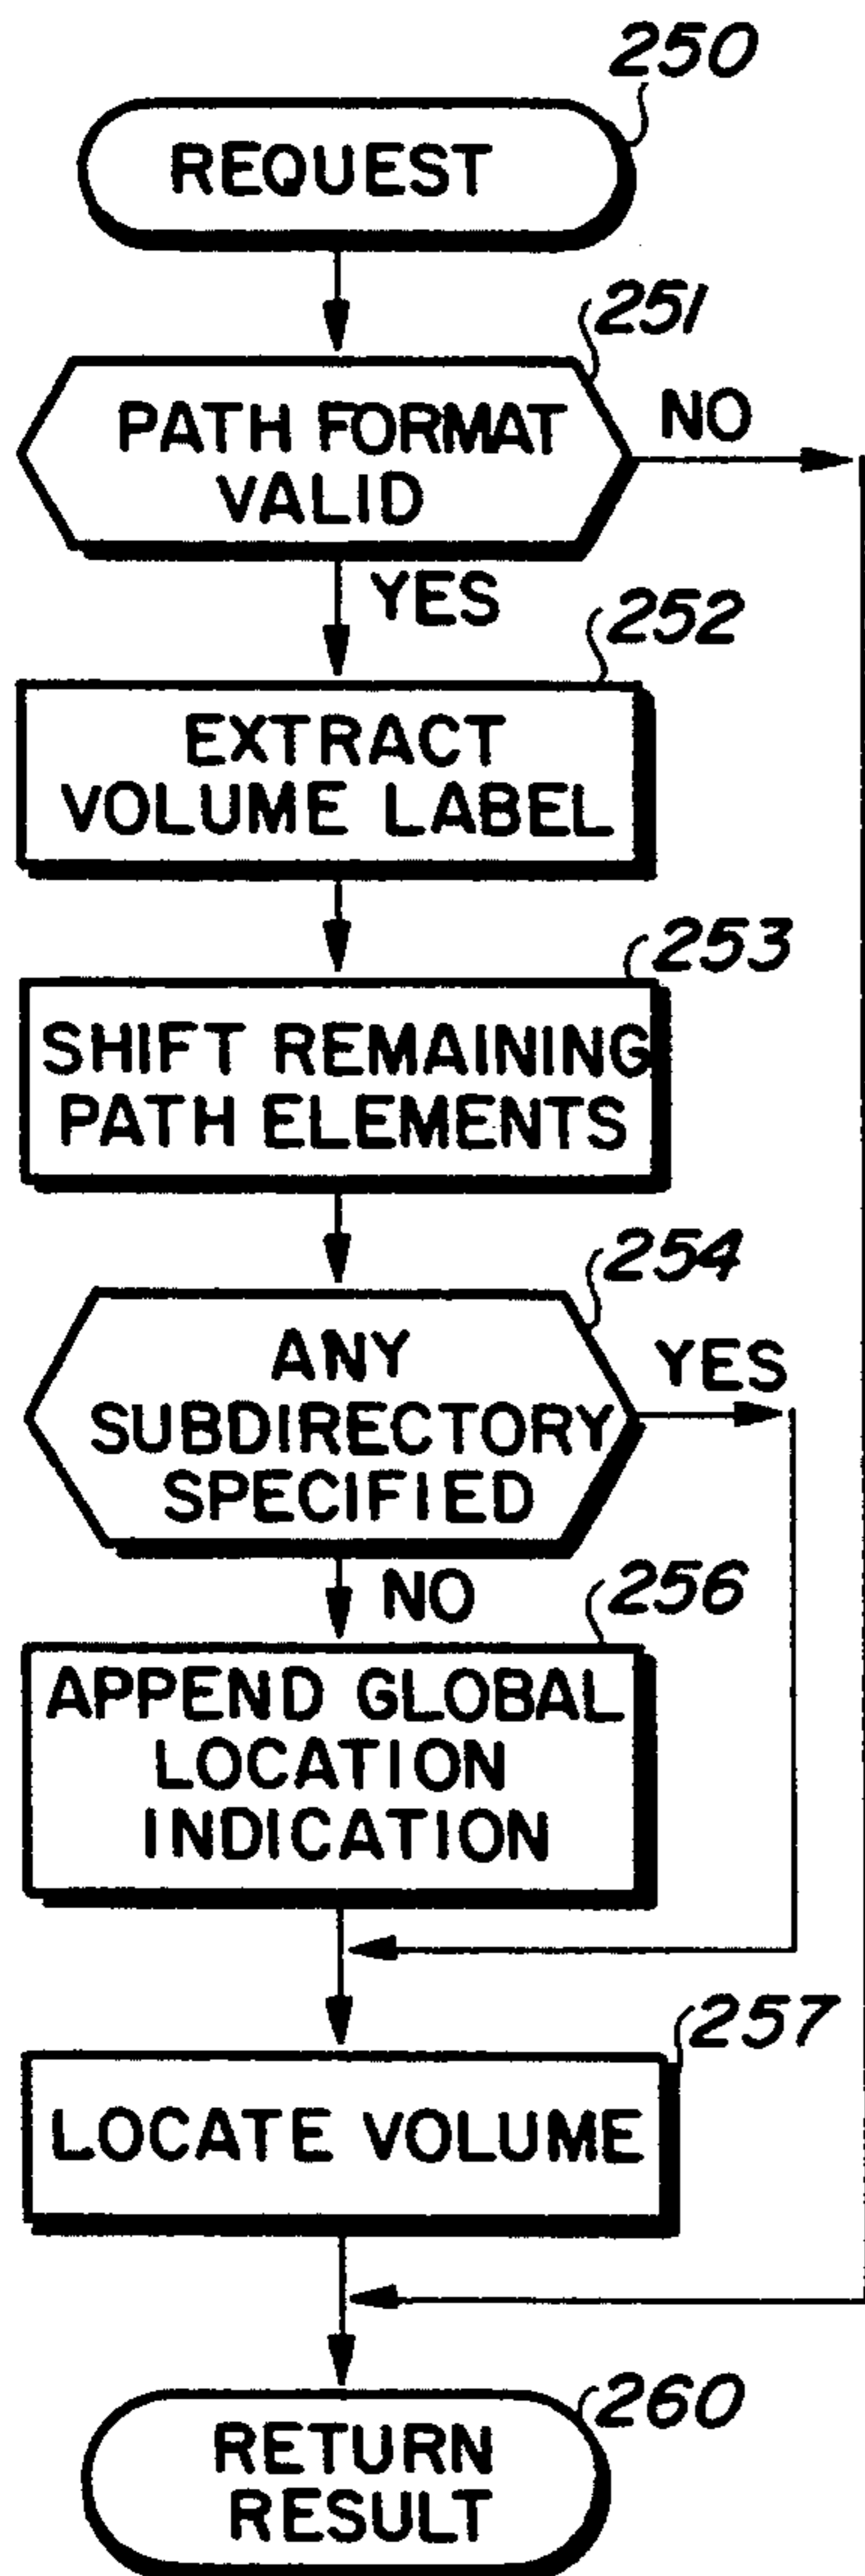 250
REQUEST
251
PATH FORMAT
VALID
NO
YES
252
EXTRACT
VOLUME LABEL
253
SHIFT REMAINING
PATH ELEMENTS
254
ANY
SUBDIRECTORY
SPECIFIED
YES
NO
256
APPEND GLOBAL
LOCATION
INDICATION
257
LOCATE VOLUME
260
RETURN
RESULT